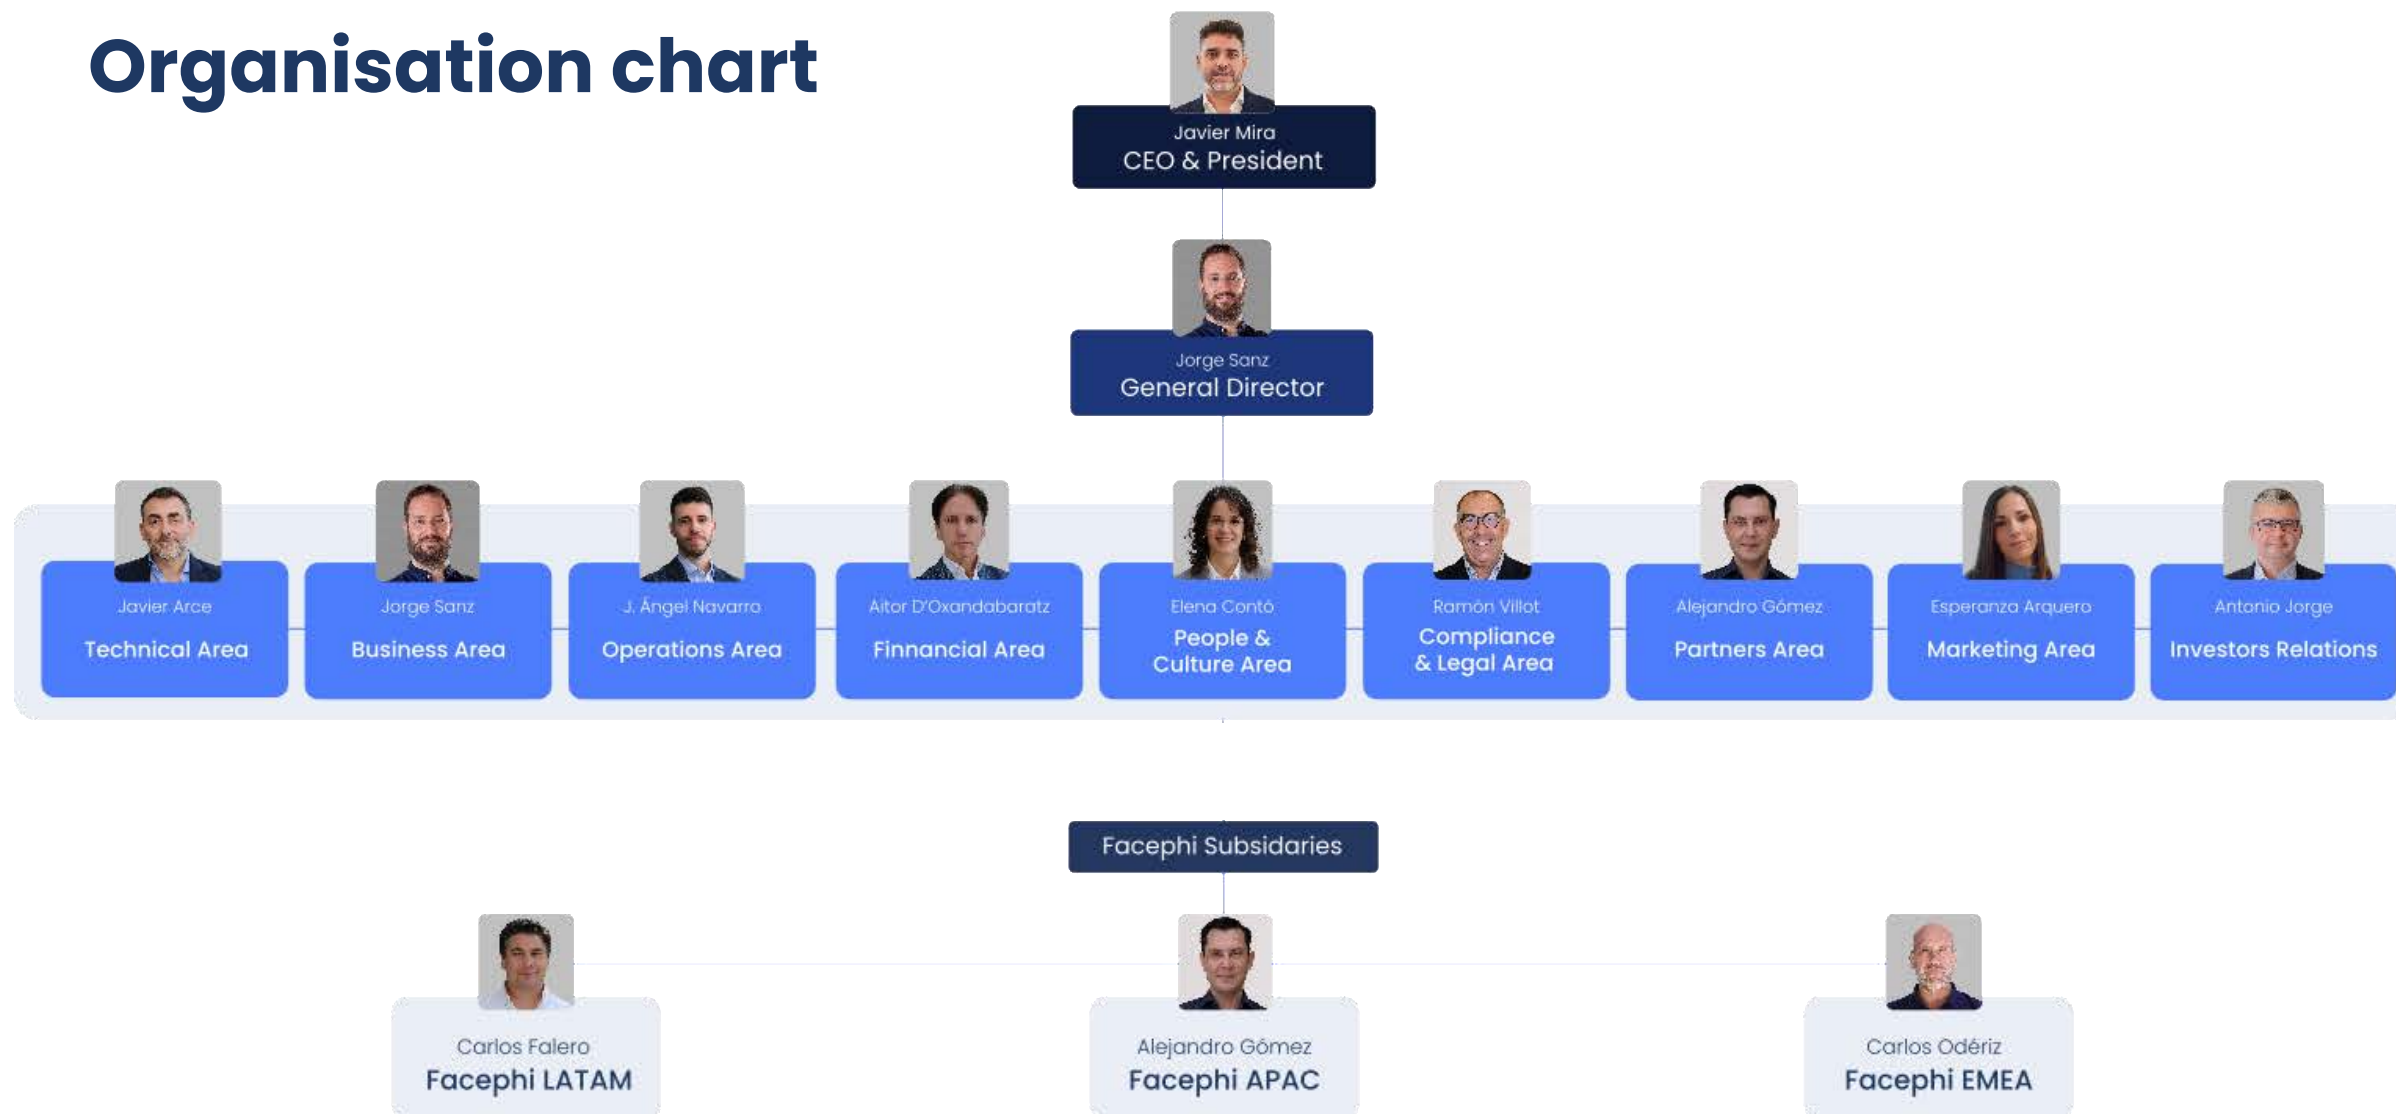 Organisation chart
Javier Mira
CEO & President
Jorge Sanz
General Director
Javier Arce
Technical Area
Jorge Sanz
Business Area
J. Ángel Navarro
Operations Area
Aitor D'Oxandabaratz
Finnancial Area
Elena Contó
People &
Culture Area
Ramón Villot
Compliance
& Legal Area
Alejandro Gómez
Partners Area
Esperanza Arquero
Marketing Area
Antonio Jorge
Investors Relations
Facephi Subsidaries
Carlos Falero
Facephi LATAM
Alejandro Gómez
Facephi APAC
Carlos Odériz
Facephi EMEA